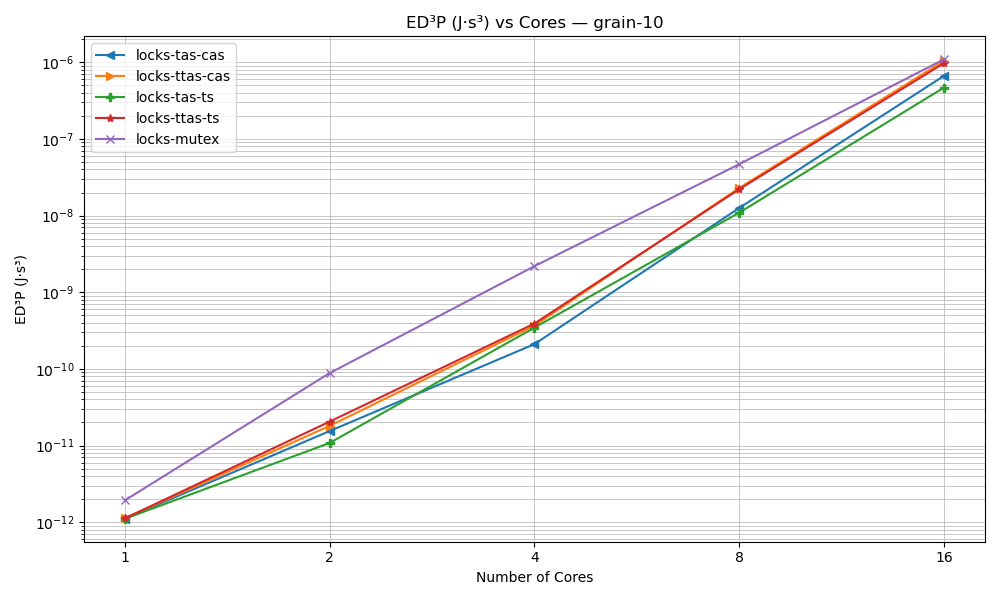 ED³P (J·s³) vs Cores — grain-10
locks-tas-cas
locks-ttas-cas
locks-tas-ts
locks-ttas-ts
locks-mutex
ED³P (J·s³)
10⁻⁶
10⁻⁷
10⁻⁸
10⁻⁹
10⁻¹⁰
10⁻¹¹
10⁻¹²
1 2 4 8 16
Number of Cores